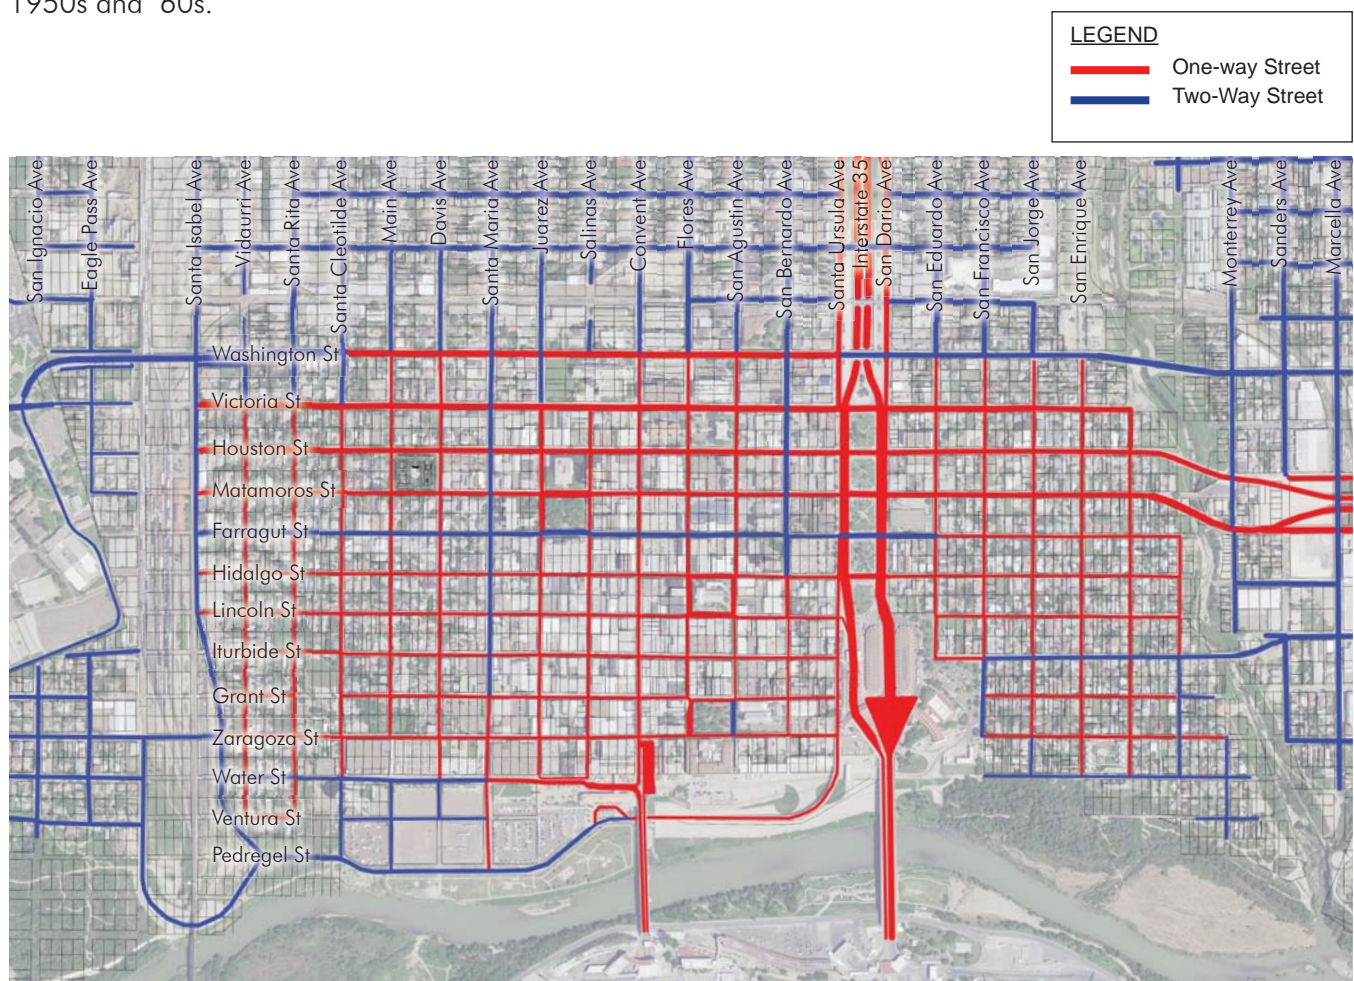 1950s and ’60s.
LEGEND
One-way Street
Two-Way Street
San Ignacio Ave
Eagle Pass Ave
Santa Isabel Ave
Vidaurri Ave
Santa Rita Ave
Santa Cleotilde Ave
Main Ave
Davis Ave
Santa Maria Ave
Juarez Ave
Salinas Ave
Convent Ave
Flores Ave
San Agustin Ave
San Bernardo Ave
Santa Ursula Ave
Interstate 35
San Dario Ave
San Eduardo Ave
San Francisco Ave
San Jorge Ave
San Enrique Ave
Monterrey Ave
Sanders Ave
Marcella Ave
Washington St
Victoria St
Houston St
Matamoros St
Farragut St
Hidalgo St
Lincoln St
Iturbide St
Grant St
Zaragoza St
Water St
Ventura St
Pedregel St